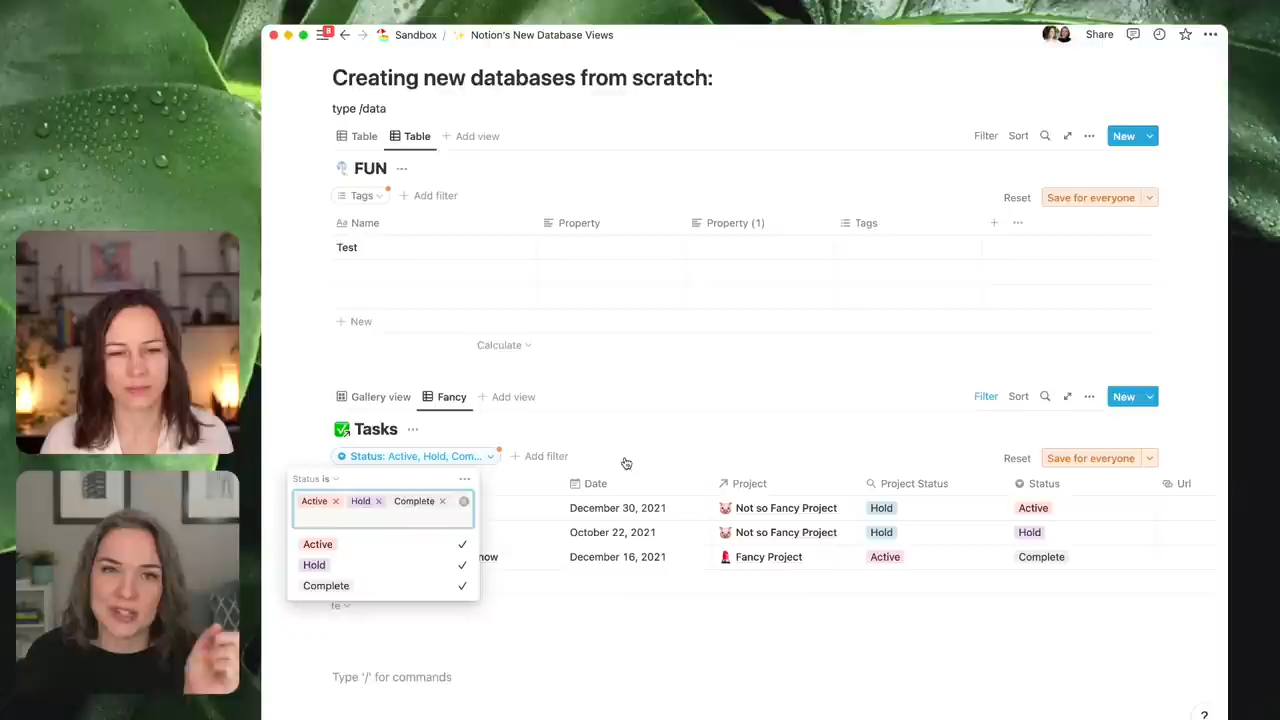 8
Sandbox / Notion's New Database Views
Share
Creating new databases from scratch:
type /data
Table Table + Add view
Filter Sort New
FUN
Tags + Add filter
Reset Save for everyone
Aa Name Property Property (1) Tags
Test
+ New
Calculate
Gallery view Fancy + Add view
Filter Sort New
Tasks
Status: Active, Hold, Com... + Add filter
Reset Save for everyone
Status is
Active Hold Complete
Active
Hold
Complete
Date Project Project Status Status Url
December 30, 2021 Not so Fancy Project Hold Active
October 22, 2021 Not so Fancy Project Hold Hold
now December 16, 2021 Fancy Project Active Complete
te
Type '/' for commands
?